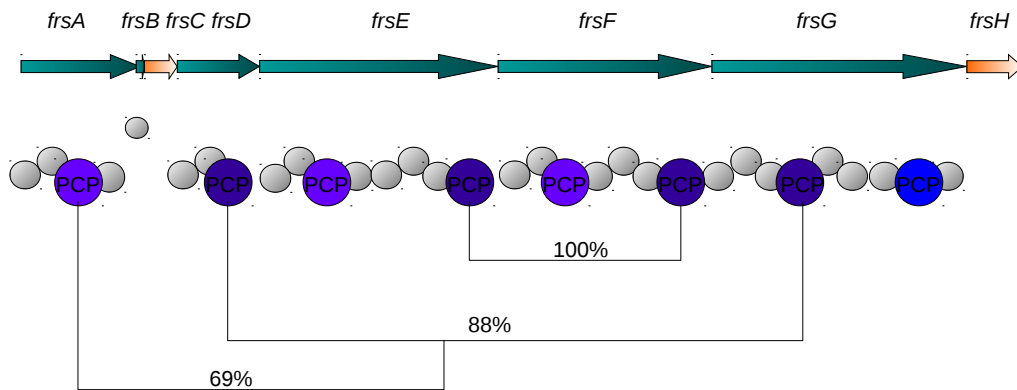 frsA frsB frsC frsD frsE frsF frsG frsH
PCP PCP PCP PCP PCP PCP PCP PCP
100%
88%
69%